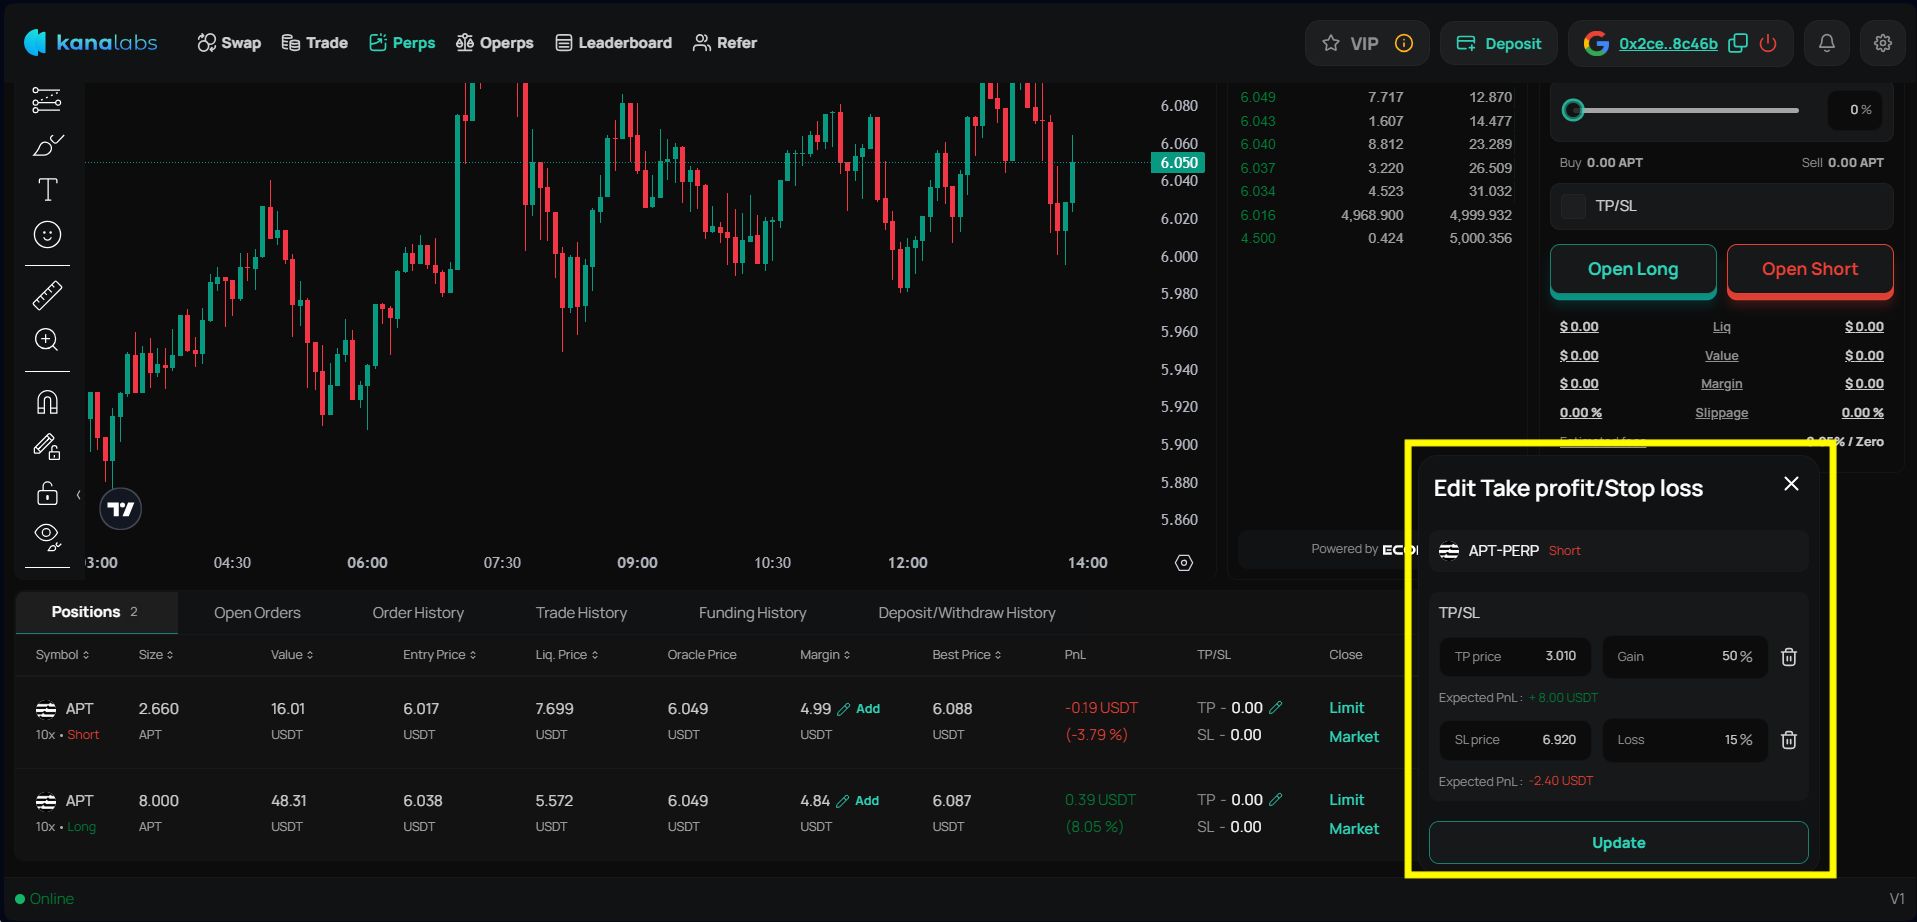 kanalabs Swap Trade Perps Operps Leaderboard Refer VIP Deposit 0x2ce..8c46b
6.080
6.060
6.050
6.040
6.020
6.000
5.980
5.960
5.940
5.920
5.900
5.880
5.860
3:00 04:30 06:00 07:30 09:00 10:30 12:00 14:00
6.049 7.717 12.870
6.043 1.607 14.477
6.040 8.812 23.289
6.037 3.220 26.509
6.034 4.523 31.032
6.016 4,968.900 4,999.932
4.500 0.424 5,000.356
Powered by
0 %
Buy 0.00 APT Sell 0.00 APT
TP/SL
Open Long Open Short
$ 0.00 Liq $ 0.00
$ 0.00 Value $ 0.00
$ 0.00 Margin $ 0.00
0.00 % Slippage 0.00 %
% / Zero
Positions 2 Open Orders Order History Trade History Funding History Deposit/Withdraw History
Symbol Size Value Entry Price Liq. Price Oracle Price Margin Best Price PnL TP/SL Close
APT 2.660 16.01 6.017 7.699 6.049 4.99 Add 6.088 -0.19 USDT TP - 0.00 Limit
10x • Short APT USDT USDT USDT USDT USDT USDT (-3.79 %) SL - 0.00 Market
APT 8.000 48.31 6.038 5.572 6.049 4.84 Add 6.087 0.39 USDT TP - 0.00 Limit
10x • Long APT USDT USDT USDT USDT USDT USDT (8.05 %) SL - 0.00 Market
Edit Take profit/Stop loss
APT-PERP Short
TP/SL
TP price 3.010 Gain 50 %
Expected PnL : + 8.00 USDT
SL price 6.920 Loss 15 %
Expected PnL : -2.40 USDT
Update
Online V1